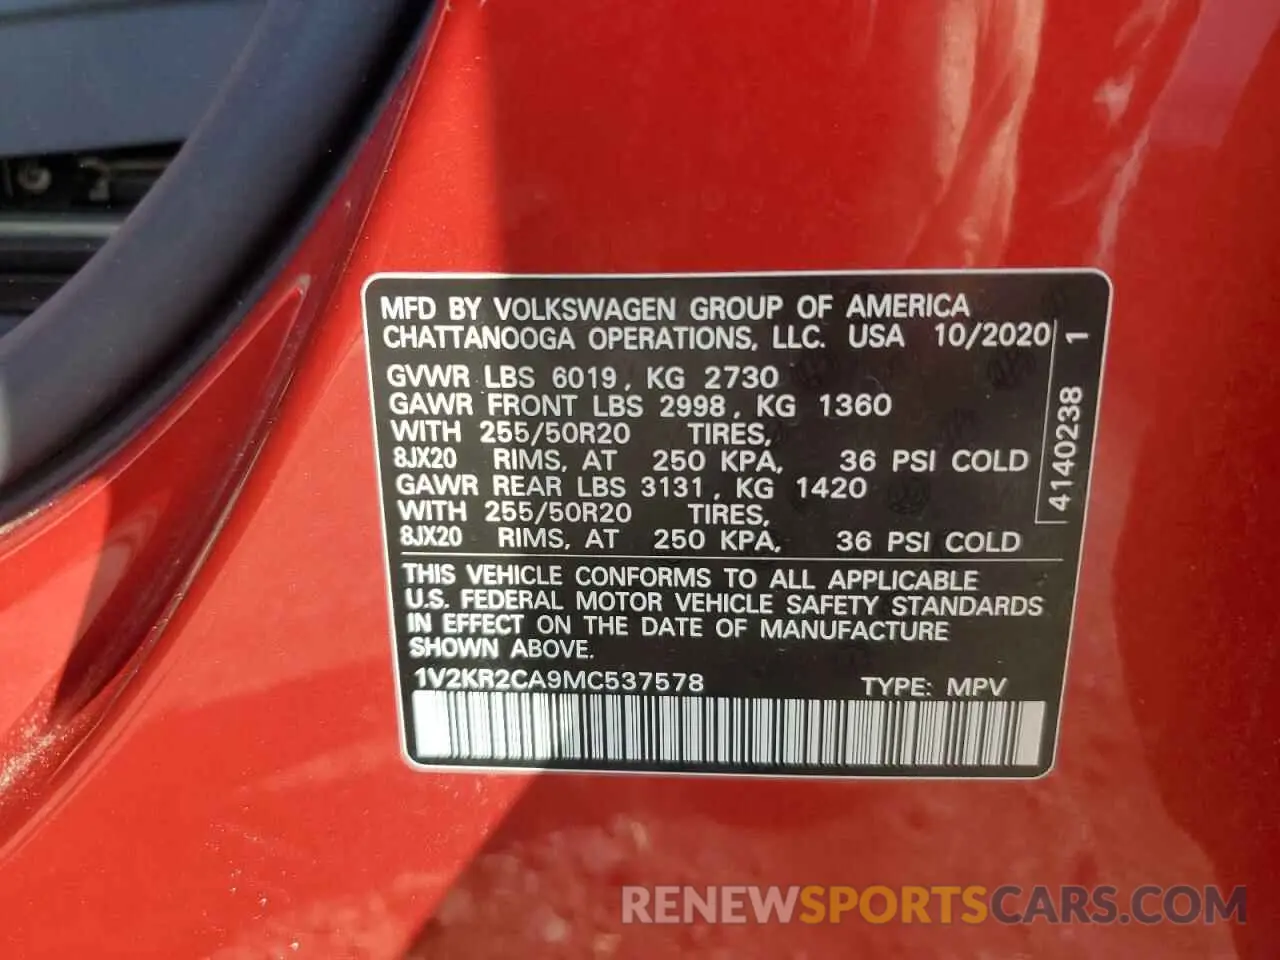 MFD BY VOLKSWAGEN GROUP OF AMERICA
CHATTANOOGA OPERATIONS, LLC. USA 10/2020
GVWR LBS 6019, KG 2730
GAWR FRONT LBS 2998, KG 1360
WITH 255/50R20 TIRES,
8JX20 RIMS, AT 250 KPA, 36 PSI COLD
GAWR REAR LBS 3131, KG 1420
WITH 255/50R20 TIRES,
8JX20 RIMS, AT 250 KPA, 36 PSI COLD
4140238 1
THIS VEHICLE CONFORMS TO ALL APPLICABLE
U.S. FEDERAL MOTOR VEHICLE SAFETY STANDARDS
IN EFFECT ON THE DATE OF MANUFACTURE
SHOWN ABOVE.
1V2KR2CA9MC537578 TYPE: MPV
RENEWSPORTSCARS.COM